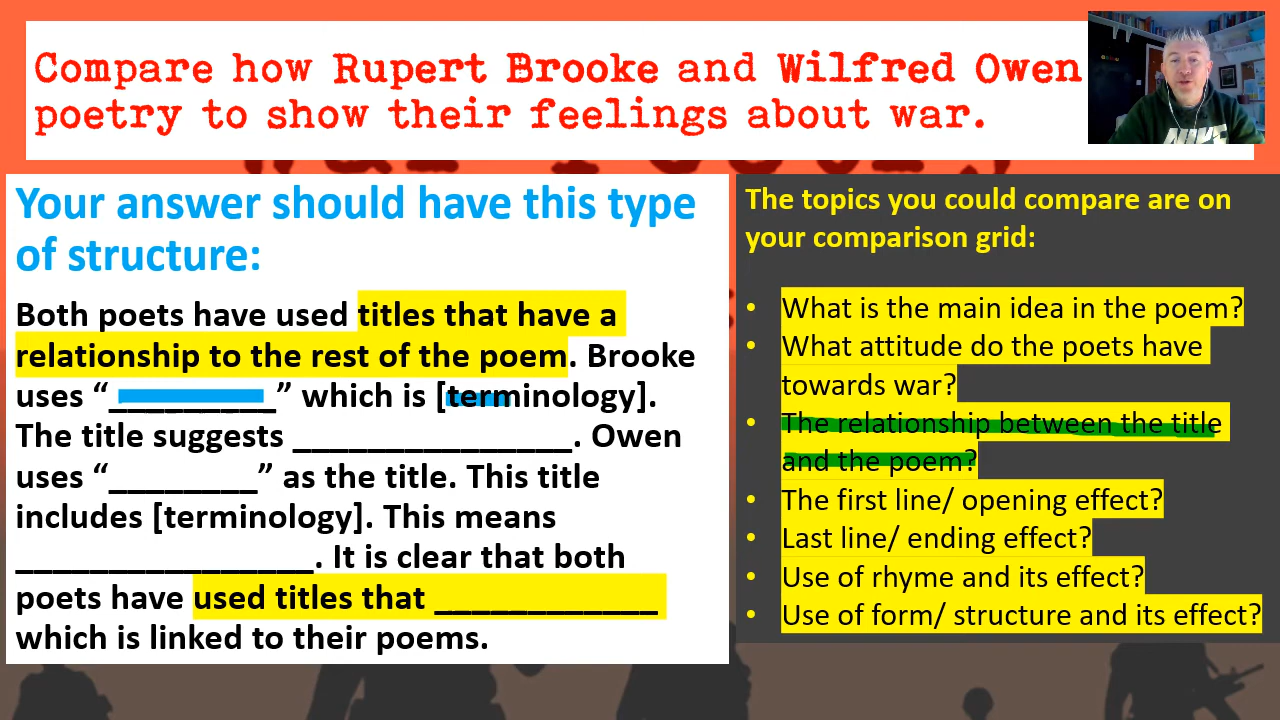 Compare how Rupert Brooke and Wilfred Owen
poetry to show their feelings about war.
Your answer should have this type
of structure:
Both poets have used titles that have a
relationship to the rest of the poem. Brooke
uses “_________” which is [terminology].
The title suggests _______________. Owen
uses “________” as the title. This title
includes [terminology]. This means
________________. It is clear that both
poets have used titles that ____________
which is linked to their poems.
The topics you could compare are on
your comparison grid:
• What is the main idea in the poem?
• What attitude do the poets have
towards war?
• The relationship between the title
and the poem?
• The first line/ opening effect?
• Last line/ ending effect?
• Use of rhyme and its effect?
• Use of form/ structure and its effect?